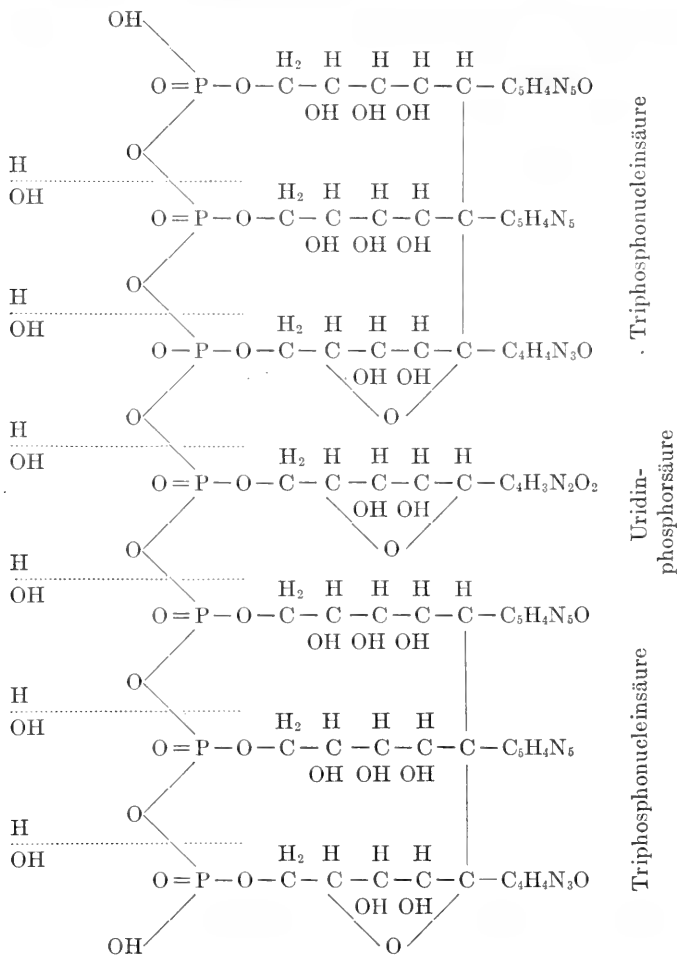 OH
H₂ H H H H
O=P–O–C–C–C–C–C–C₅H₄N₅O
OH OH OH
O
H
OH
H₂ H H H
O=P–O–C–C–C–C–C–C₅H₄N₅
OH OH OH
O
H
OH
H₂ H H H
O–P–O–C–C–C–C–C–C₄H₄N₃O
OH OH
O
O
Triphosphonucleinsäure
H
OH
H₂ H H H H
O=P–O–C–C–C–C–C–C₄H₃N₂O₂
OH OH
O
O
Uridin-
phosphorsäure
H
OH
H₂ H H H H
O=P–O–C–C–C–C–C–C₅H₄N₅O
OH OH OH
O
H
OH
H₂ H H H
O=P–O–C–C–C–C–C–C₅H₄N₅
OH OH OH
O
H
OH
H₂ H H H
O=P–O–C–C–C–C–C–C₄H₄N₃O
OH OH
OH
O
Triphosphonucleinsäure